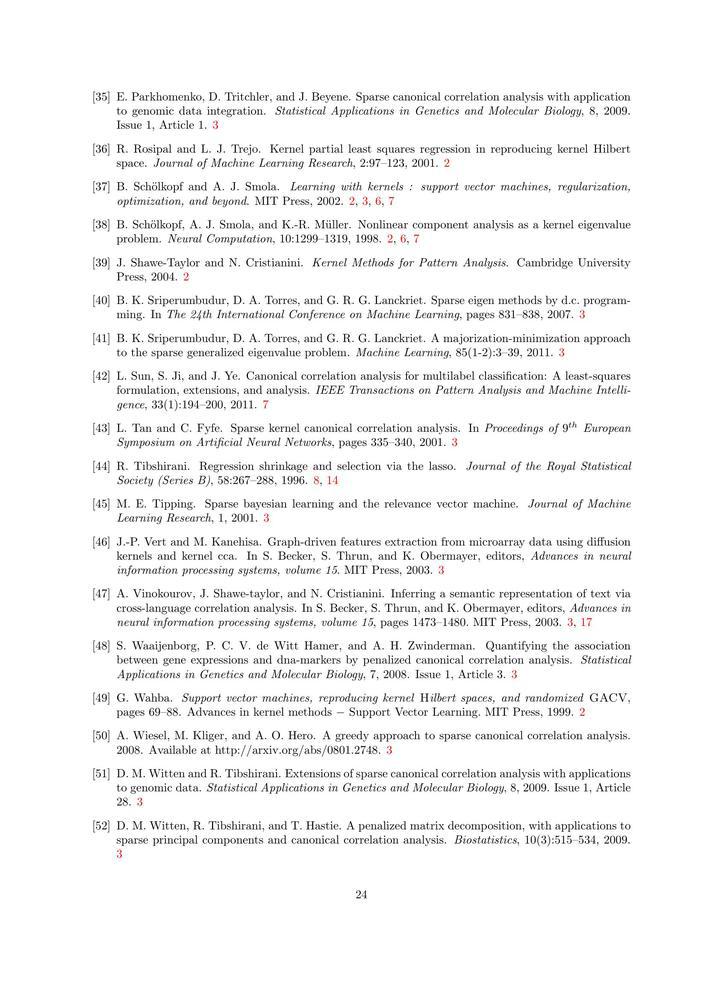 [35] E. Parkhomenko, D. Tritchler, and J. Beyene. Sparse canonical correlation analysis with application
to genomic data integration. Statistical Applications in Genetics and Molecular Biology, 8, 2009.
Issue 1, Article 1. 3
[36] R. Rosipal and L. J. Trejo. Kernel partial least squares regression in reproducing kernel Hilbert
space. Journal of Machine Learning Research, 2:97–123, 2001. 2
[37] B. Schölkopf and A. J. Smola. Learning with kernels : support vector machines, regularization,
optimization, and beyond. MIT Press, 2002. 2, 3, 6, 7
[38] B. Schölkopf, A. J. Smola, and K.-R. Müller. Nonlinear component analysis as a kernel eigenvalue
problem. Neural Computation, 10:1299–1319, 1998. 2, 6, 7
[39] J. Shawe-Taylor and N. Cristianini. Kernel Methods for Pattern Analysis. Cambridge University
Press, 2004. 2
[40] B. K. Sriperumbudur, D. A. Torres, and G. R. G. Lanckriet. Sparse eigen methods by d.c. program-
ming. In The 24th International Conference on Machine Learning, pages 831–838, 2007. 3
[41] B. K. Sriperumbudur, D. A. Torres, and G. R. G. Lanckriet. A majorization-minimization approach
to the sparse generalized eigenvalue problem. Machine Learning, 85(1-2):3–39, 2011. 3
[42] L. Sun, S. Ji, and J. Ye. Canonical correlation analysis for multilabel classification: A least-squares
formulation, extensions, and analysis. IEEE Transactions on Pattern Analysis and Machine Intelli-
gence, 33(1):194–200, 2011. 7
[43] L. Tan and C. Fyfe. Sparse kernel canonical correlation analysis. In Proceedings of 9th European
Symposium on Artificial Neural Networks, pages 335–340, 2001. 3
[44] R. Tibshirani. Regression shrinkage and selection via the lasso. Journal of the Royal Statistical
Society (Series B), 58:267–288, 1996. 8, 14
[45] M. E. Tipping. Sparse bayesian learning and the relevance vector machine. Journal of Machine
Learning Research, 1, 2001. 3
[46] J.-P. Vert and M. Kanehisa. Graph-driven features extraction from microarray data using diffusion
kernels and kernel cca. In S. Becker, S. Thrun, and K. Obermayer, editors, Advances in neural
information processing systems, volume 15. MIT Press, 2003. 3
[47] A. Vinokourov, J. Shawe-taylor, and N. Cristianini. Inferring a semantic representation of text via
cross-language correlation analysis. In S. Becker, S. Thrun, and K. Obermayer, editors, Advances in
neural information processing systems, volume 15, pages 1473–1480. MIT Press, 2003. 3, 17
[48] S. Waaijenborg, P. C. V. de Witt Hamer, and A. H. Zwinderman. Quantifying the association
between gene expressions and dna-markers by penalized canonical correlation analysis. Statistical
Applications in Genetics and Molecular Biology, 7, 2008. Issue 1, Article 3. 3
[49] G. Wahba. Support vector machines, reproducing kernel Hilbert spaces, and randomized GACV,
pages 69–88. Advances in kernel methods − Support Vector Learning. MIT Press, 1999. 2
[50] A. Wiesel, M. Kliger, and A. O. Hero. A greedy approach to sparse canonical correlation analysis.
2008. Available at http://arxiv.org/abs/0801.2748. 3
[51] D. M. Witten and R. Tibshirani. Extensions of sparse canonical correlation analysis with applications
to genomic data. Statistical Applications in Genetics and Molecular Biology, 8, 2009. Issue 1, Article
28. 3
[52] D. M. Witten, R. Tibshirani, and T. Hastie. A penalized matrix decomposition, with applications to
sparse principal components and canonical correlation analysis. Biostatistics, 10(3):515–534, 2009.
3
24